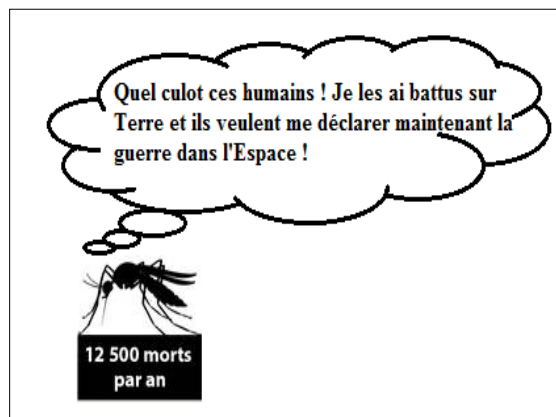 Quel culot ces humains ! Je les ai battus sur
Terre et ils veulent me déclarer maintenant la
guerre dans l'Espace !
12 500 morts
par an